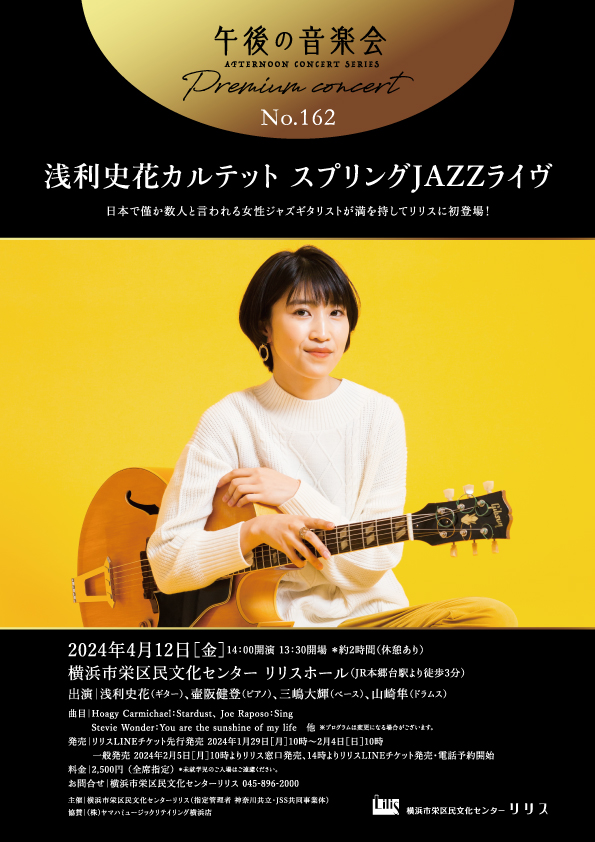 午後の音楽会
AFTERNOON CONCERT SERIES
Premium concert
No.162
浅利史花カルテット スプリングJAZZライヴ
日本で僅か数人と言われる女性ジャズギタリストが満を持してリリスに初登場！
Gibson
2024年4月12日［金］14：00開演 13：30開場 ＊約2時間（休憩あり）
横浜市栄区民文化センター リリスホール（JR本郷台駅より徒歩3分）
出演｜浅利史花（ギター）、壷阪健登（ピアノ）、三嶋大輝（ベース）、山崎隼（ドラムス）
曲目｜Hoagy Carmichael：Stardust、 Joe Raposo：Sing
Stevie Wonder：You are the sunshine of my life 他 ※プログラムは変更になる場合がございます。
発売｜リリスLINEチケット先行発売 2024年1月29日［月］10時～2月4日［日］10時
一般発売 2024年2月5日［月］10時よりリリス窓口発売、14時よりリリスLINEチケット発売・電話予約開始
料金｜2,500円（全席指定） ＊未就学児のご入場はご遠慮ください。
お問合せ｜横浜市栄区民文化センターリリス 045-896-2000
主催｜横浜市栄区民文化センターリリス（指定管理者 神奈川共立・JSS共同事業体）
協賛｜（株）ヤマハミュージックリテイリング横浜店
Lilis 横浜市栄区民文化センター リリス